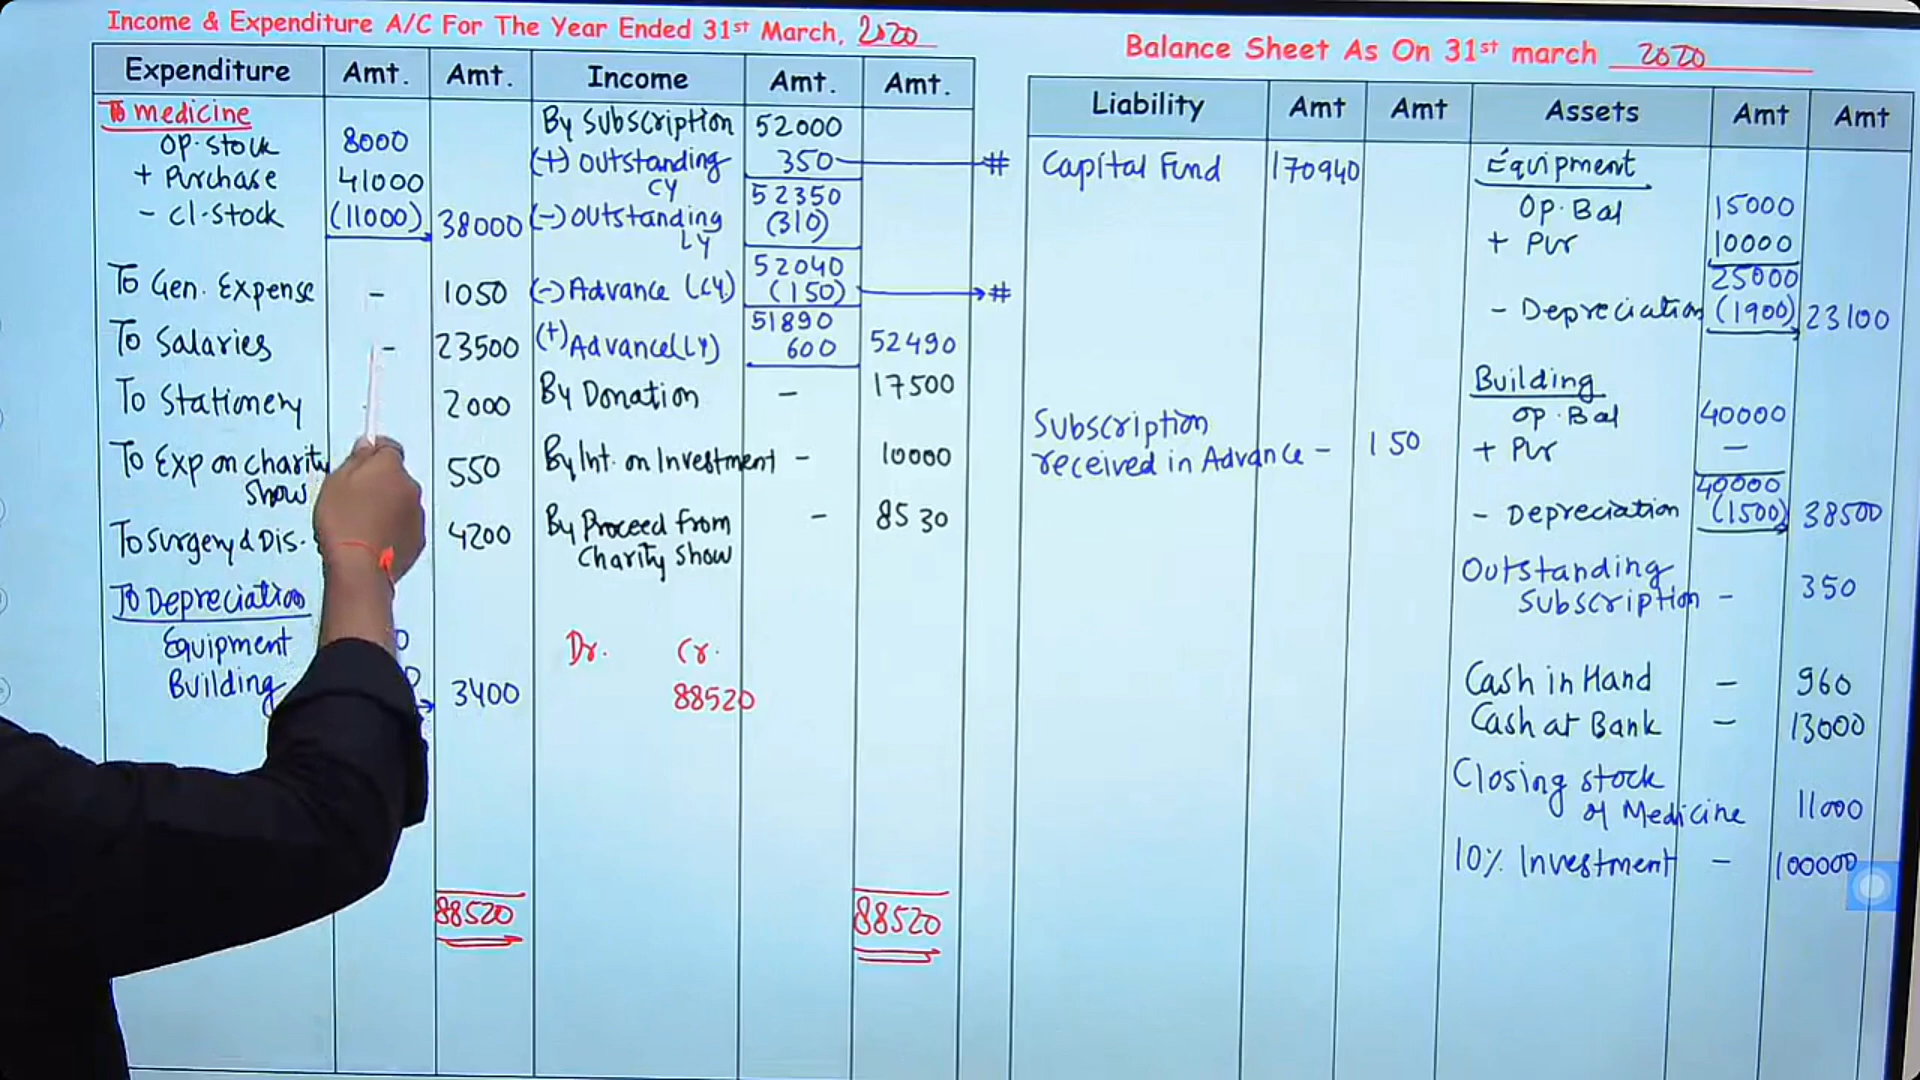 Income & Expenditure A/C For The Year Ended 31st March, 2020
Expenditure Amt. Amt. Income Amt. Amt.
To medicine
Op. Stock 8000
+ Purchase 41000
- Cl. Stock (11000) 38000
To Gen. Expense - 1050
To Salaries - 23500
To Stationery 2000
To Exp on charity 550
Show
To Surgery & Dis. 4200
To Depreciation
Equipment 0
Building 0 3400
88520
By Subscription 52000
(+) Outstanding 350 #
CY 52350
(-) Outstanding (310)
LY
52040
(-) Advance (CY) (150) #
51890
(+) Advance (LY) 600 52490
By Donation - 17500
By Int. on Investment - 10000
By Proceed from - 8530
Charity Show
Dr. Cr.
88520
88520
Balance Sheet As On 31st march 2020
Liability Amt Amt Assets Amt Amt
Capital Fund 170940
Subscription
received in Advance - 150
Equipment
Op. Bal 15000
+ Pur 10000
25000
- Depreciation (1900) 23100
Building
Op. Bal 40000
+ Pur -
40000
- Depreciation (1500) 38500
Outstanding
Subscription - 350
Cash in Hand - 960
Cash at Bank - 13000
Closing stock
of Medicine 11000
10% Investment - 100000